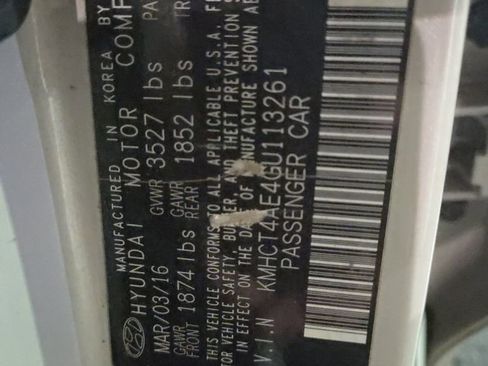 MANUFACTURED IN KOREA BY
HYUNDAI MOTOR COMP
MAR/03/16 GVWR 3527 lbs PA
GAWR FRONT 1874 lbs GAWR REAR 1852 lbs TR
THIS VEHICLE CONFORMS TO ALL APPLICABLE U.S.A. FE
FOR VEHICLE SAFETY, BUMPER, AND THEFT PREVENTION S
IN EFFECT ON THE DATE OF MANUFACTURE SHOWN AB
V.I.N KMHCT4AE4GU113261
PASSENGER CAR